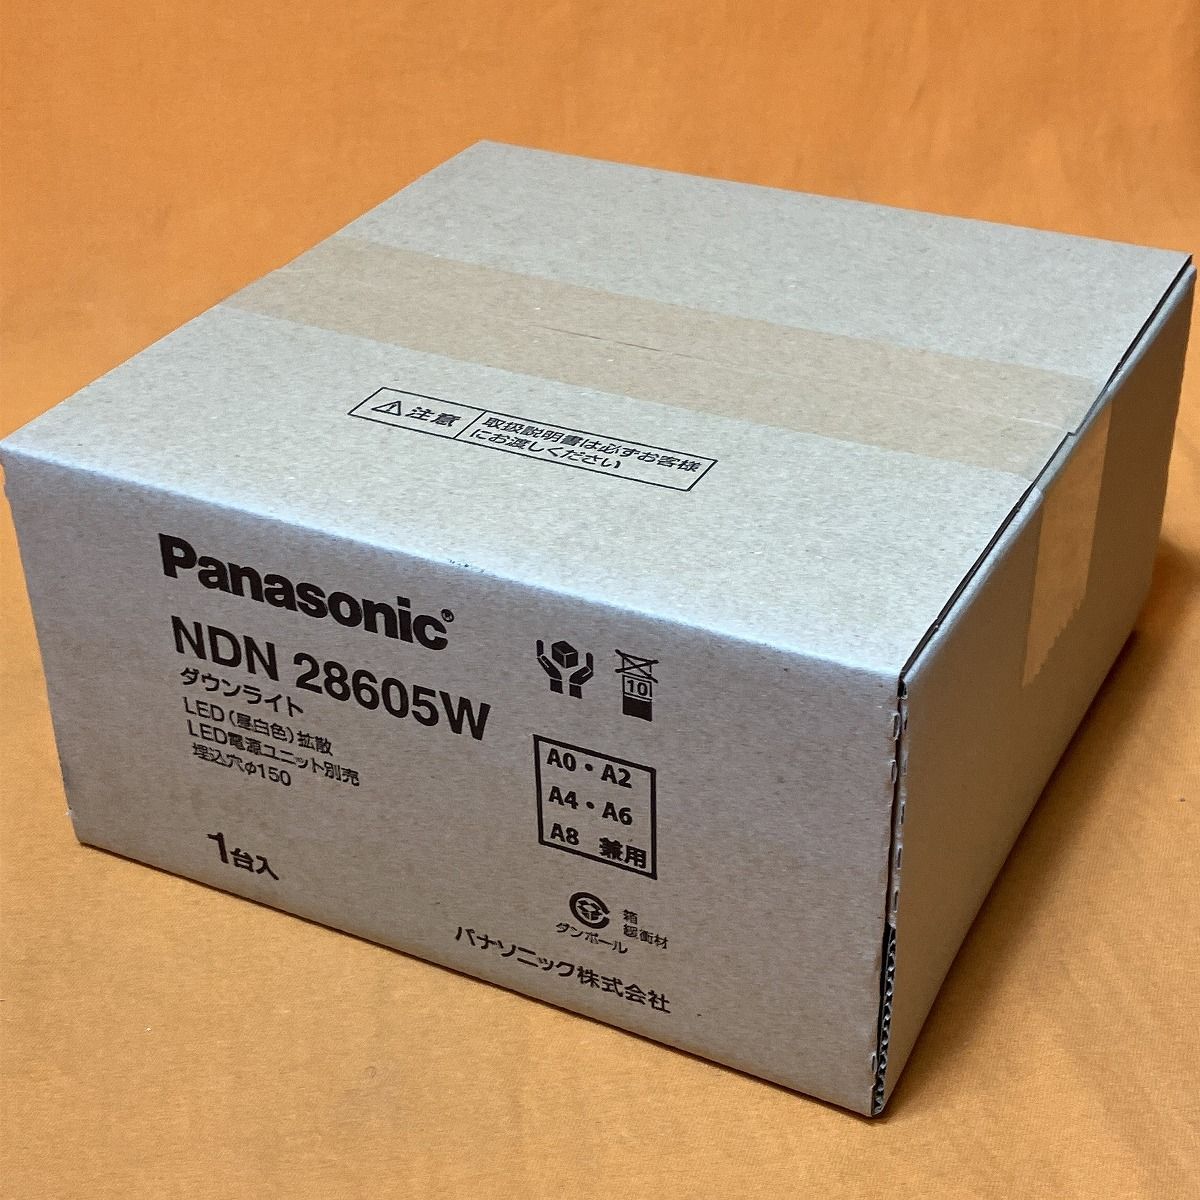 注意
取扱説明書は必ずお客様
にお渡しください
Panasonic®
NDN 28605W
ダウンライト
LED(昼白色)拡散
LED電源ユニット別売
埋込穴φ150
1台入
10
A0・A2
A4・A6
A8 兼用
ダンボール
箱
緩衝材
パナソニック株式会社